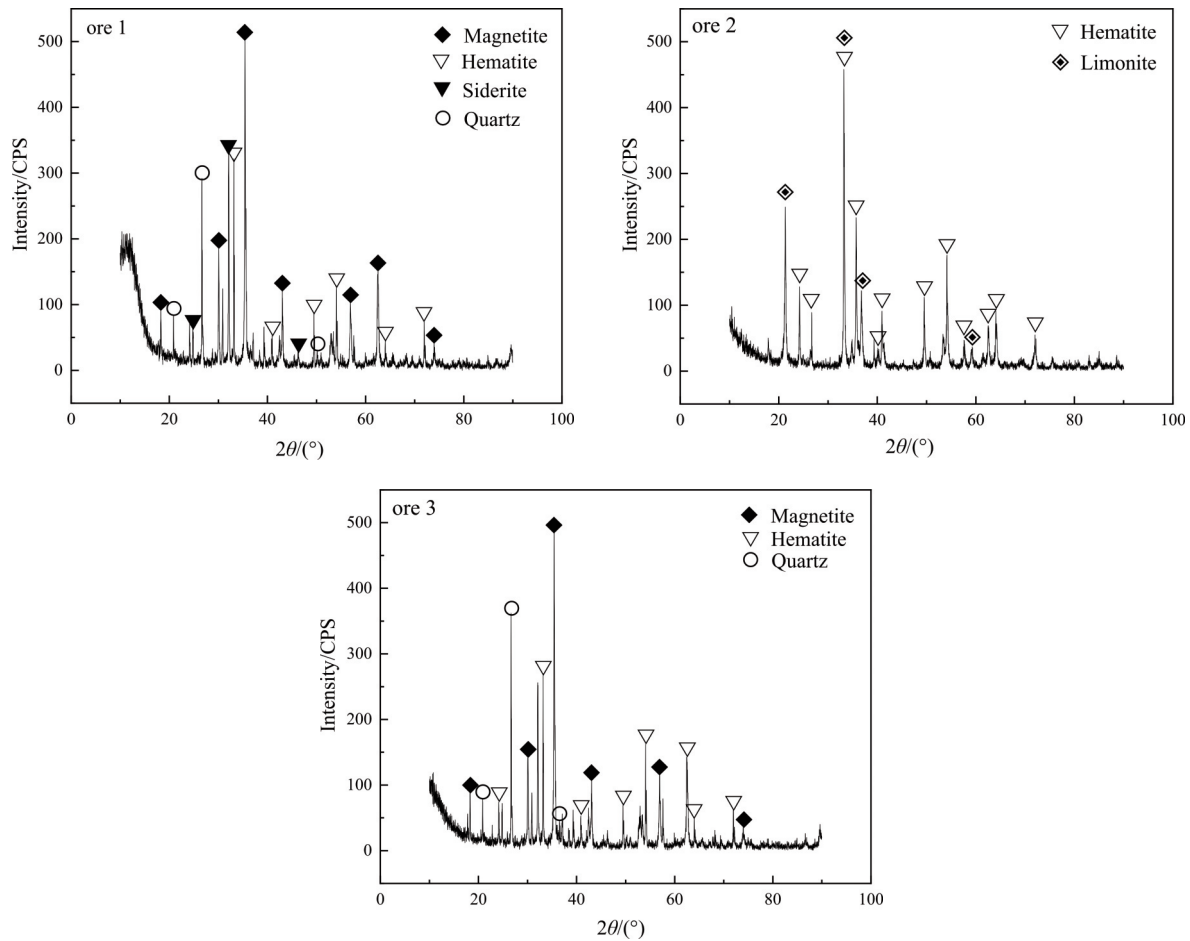 ore 1
Magnetite
Hematite
Siderite
Quartz
Intensity/CPS
500
400
300
200
100
0
0 20 40 60 80 100
2θ/(°)
ore 2
Hematite
Limonite
Intensity/CPS
500
400
300
200
100
0
0 20 40 60 80 100
2θ/(°)
ore 3
Magnetite
Hematite
Quartz
Intensity/CPS
500
400
300
200
100
0
0 20 40 60 80 100
2θ/(°)